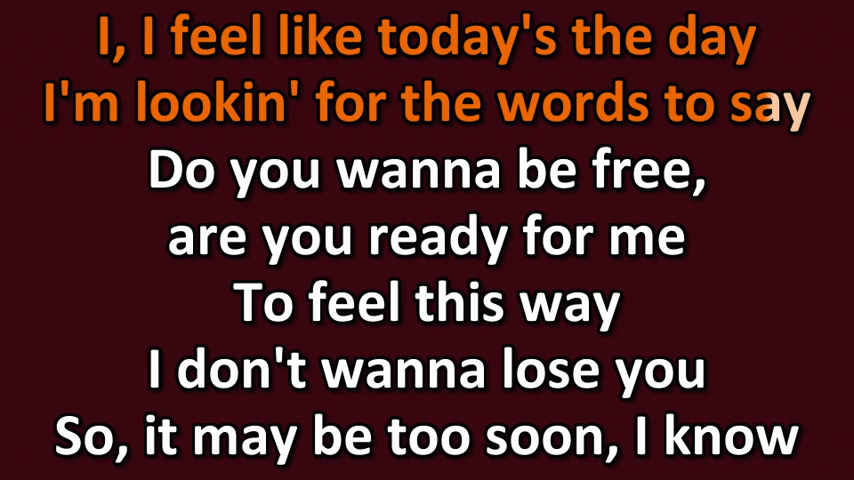 I, I feel like today's the day
I'm lookin' for the words to say
Do you wanna be free,
are you ready for me
To feel this way
I don't wanna lose you
So, it may be too soon, I know